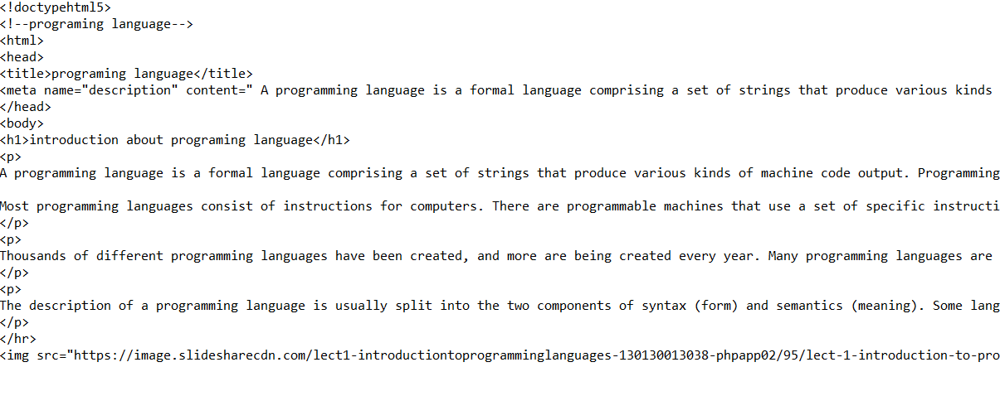 <!doctypehtml5>
<!--programing language-->
<html>
<head>
<title>programing language</title>
<meta name="description" content=" A programming language is a formal language comprising a set of strings that produce various kinds
</head>
<body>
<h1>introduction about programing language</h1>
<p>
A programming language is a formal language comprising a set of strings that produce various kinds of machine code output. Programming
Most programming languages consist of instructions for computers. There are programmable machines that use a set of specific instructi
</p>
<p>
Thousands of different programming languages have been created, and more are being created every year. Many programming languages are
</p>
<p>
The description of a programming language is usually split into the two components of syntax (form) and semantics (meaning). Some lang
</p>
</hr>
<img src="https://image.slidesharecdn.com/lect1-introductiontoprogramminglanguages-130130013038-phpapp02/95/lect-1-introduction-to-pro